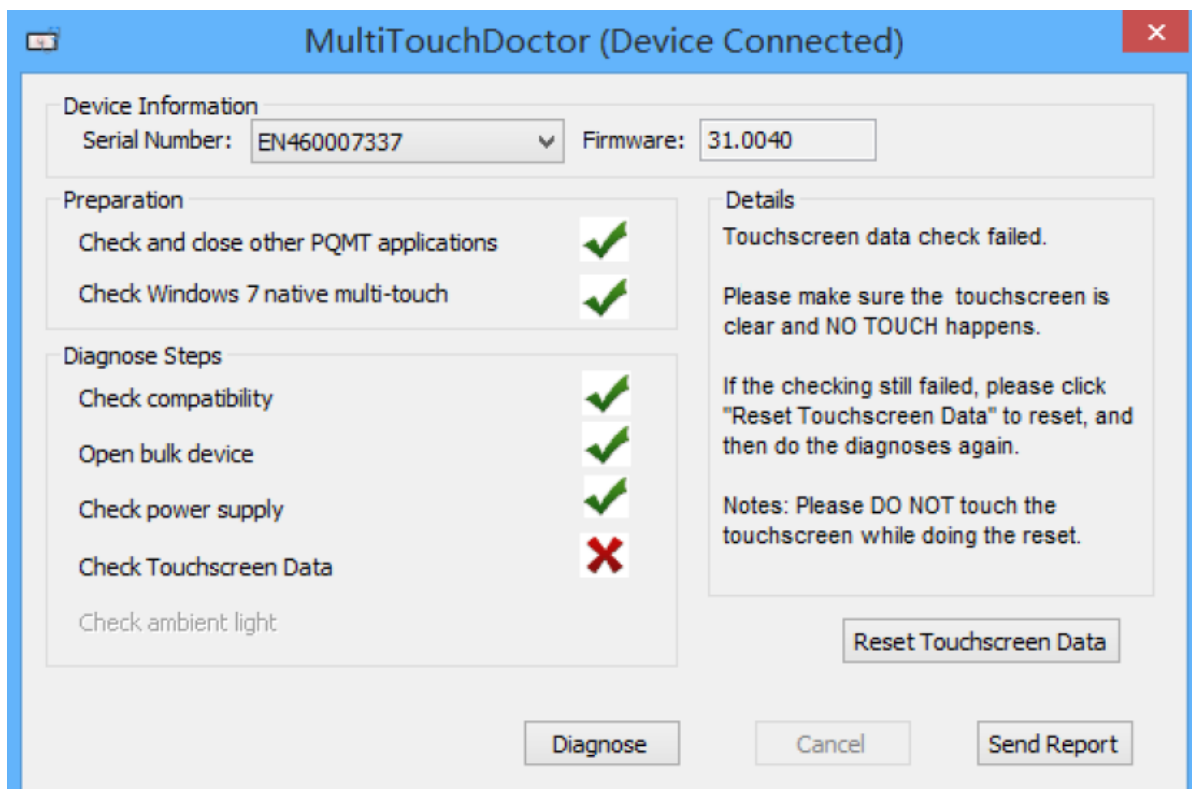 MultiTouchDoctor (Device Connected)
Device Information
Serial Number: EN460007337 Firmware: 31.0040
Preparation
Check and close other PQMT applications
Check Windows 7 native multi-touch
Diagnose Steps
Check compatibility
Open bulk device
Check power supply
Check Touchscreen Data
Check ambient light
Details
Touchscreen data check failed.
Please make sure the touchscreen is
clear and NO TOUCH happens.
If the checking still failed, please click
"Reset Touchscreen Data" to reset, and
then do the diagnoses again.
Notes: Please DO NOT touch the
touchscreen while doing the reset.
Reset Touchscreen Data
Diagnose Cancel Send Report